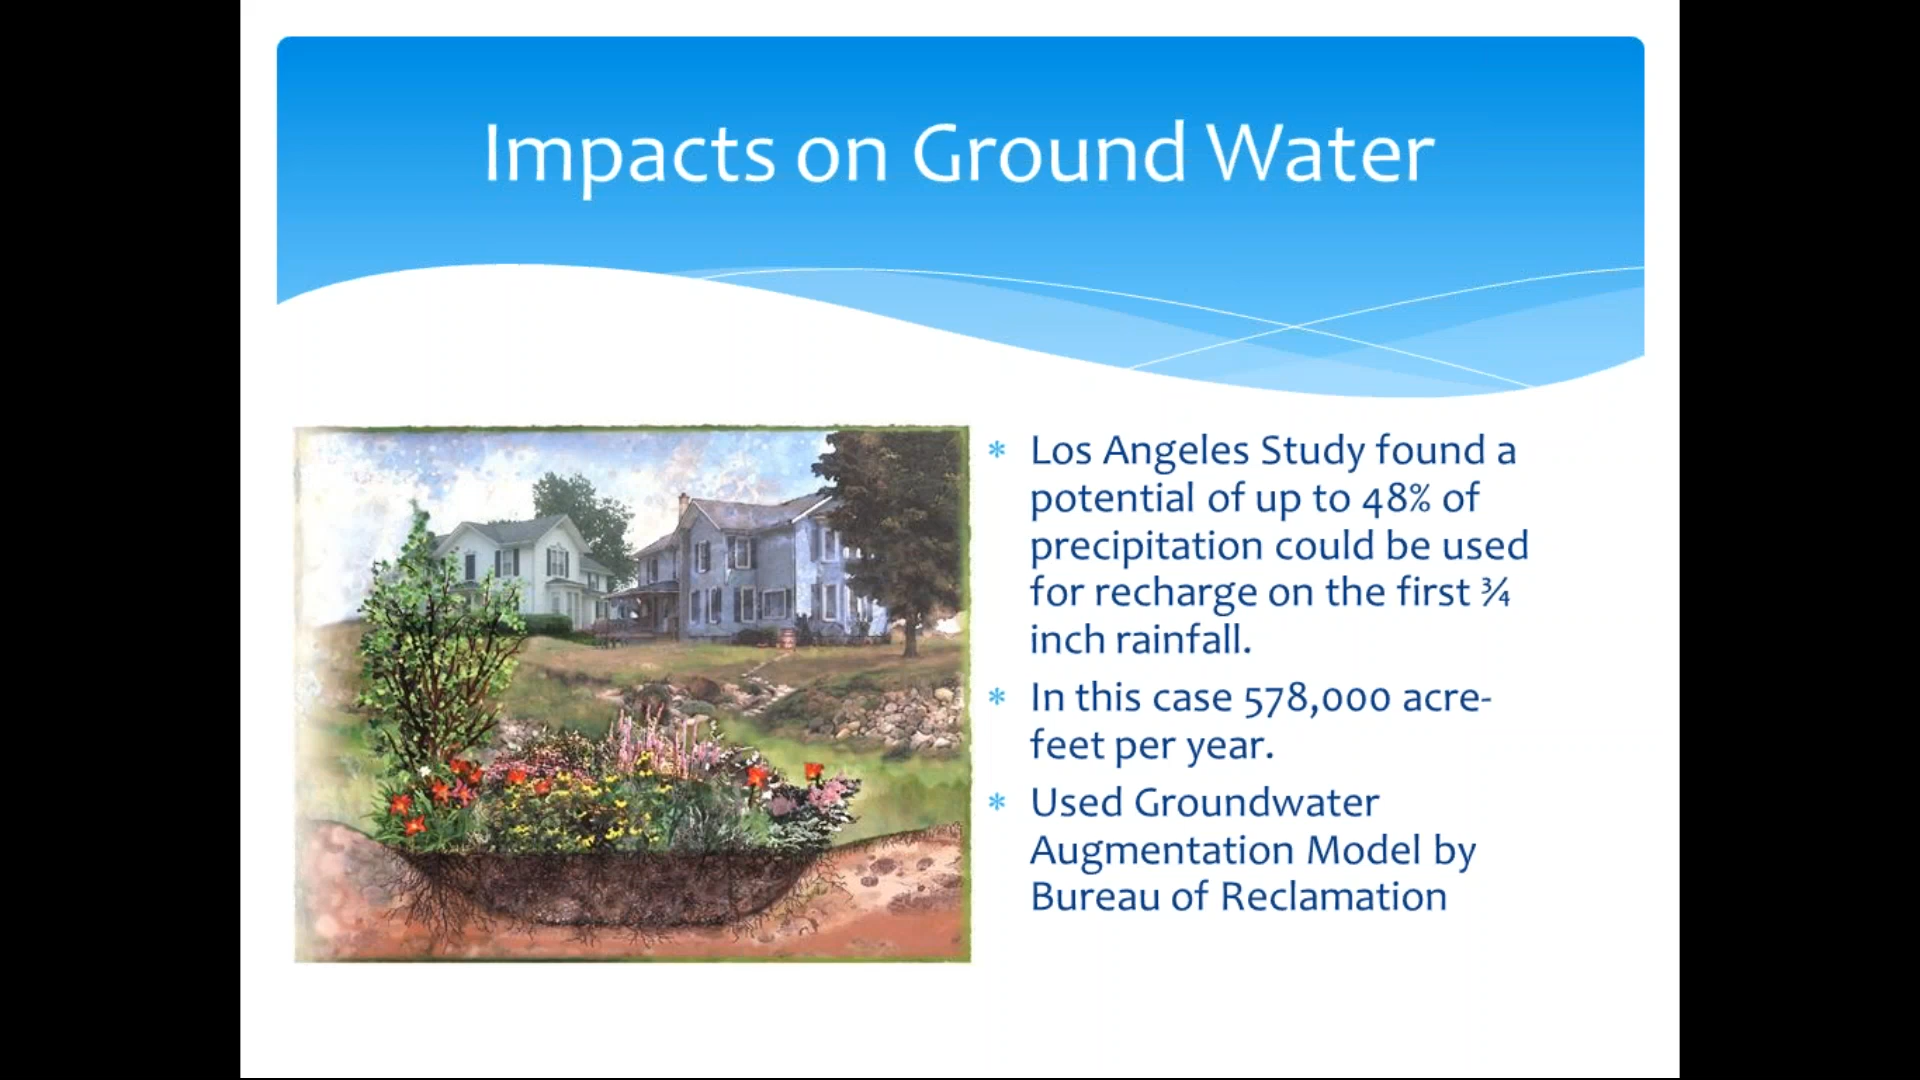 Impacts on Ground Water
* Los Angeles Study found a
potential of up to 48% of
precipitation could be used
for recharge on the first ¾
inch rainfall.
* In this case 578,000 acre-
feet per year.
* Used Groundwater
Augmentation Model by
Bureau of Reclamation